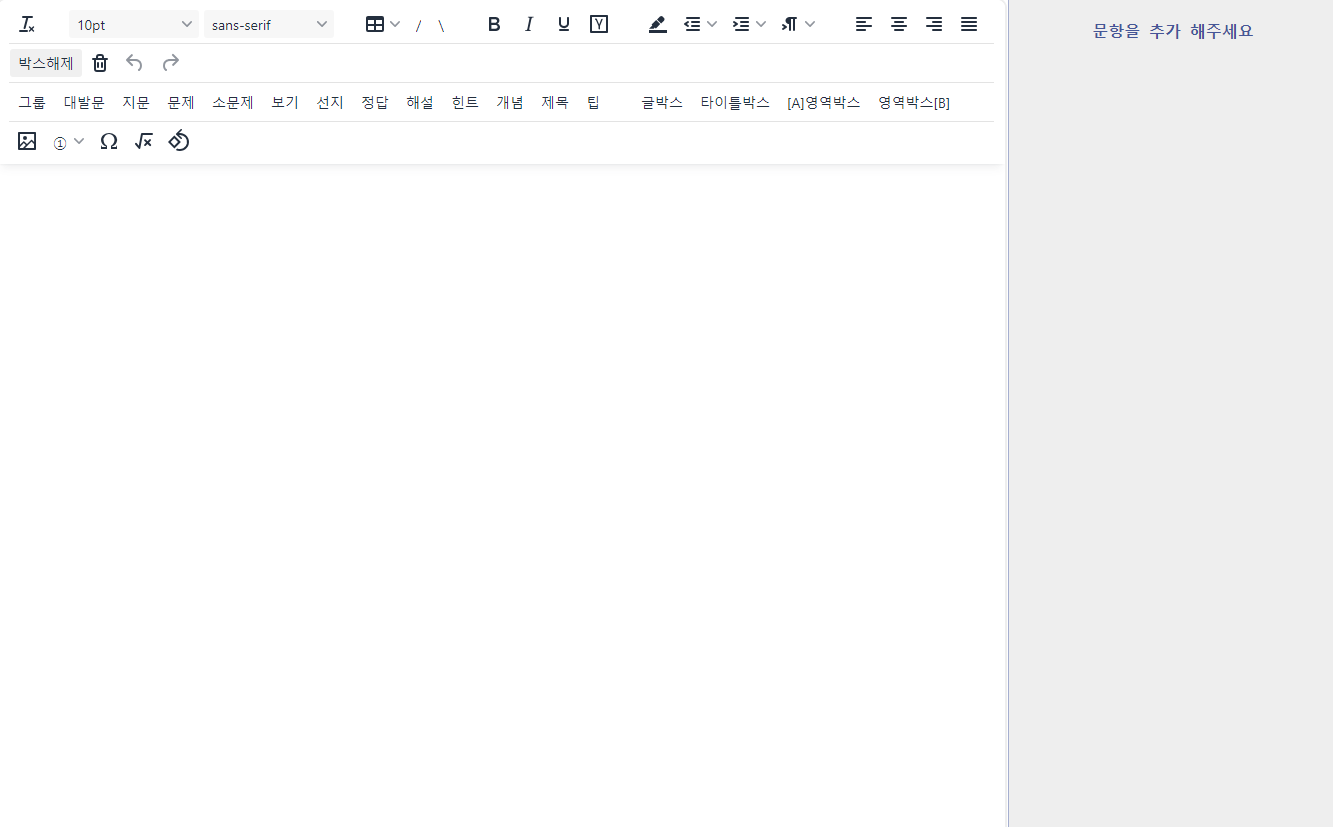 10pt sans-serif / \ B I U Y
문항을 추가 해주세요
박스해제
그룹 대발문 지문 문제 소문제 보기 선지 정답 해설 힌트 개념 제목 팁 글박스 타이틀박스 [A]영역박스 영역박스[B]
① Ω √x